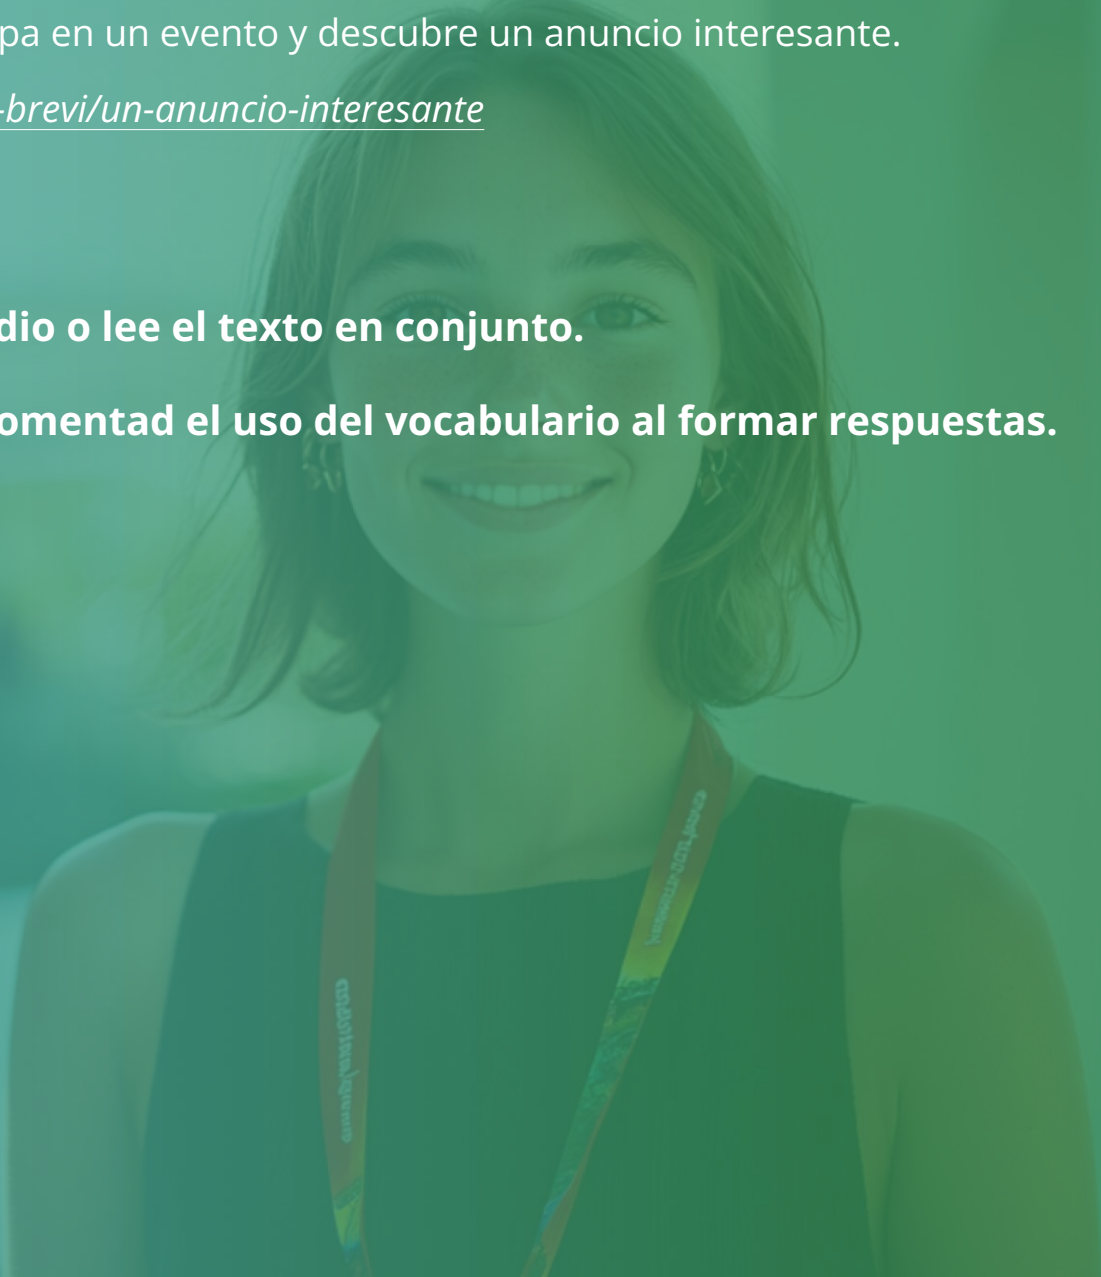 pa en un evento y descubre un anuncio interesante.
-brevi/un-anuncio-interesante
dio o lee el texto en conjunto.
omentad el uso del vocabulario al formar respuestas.